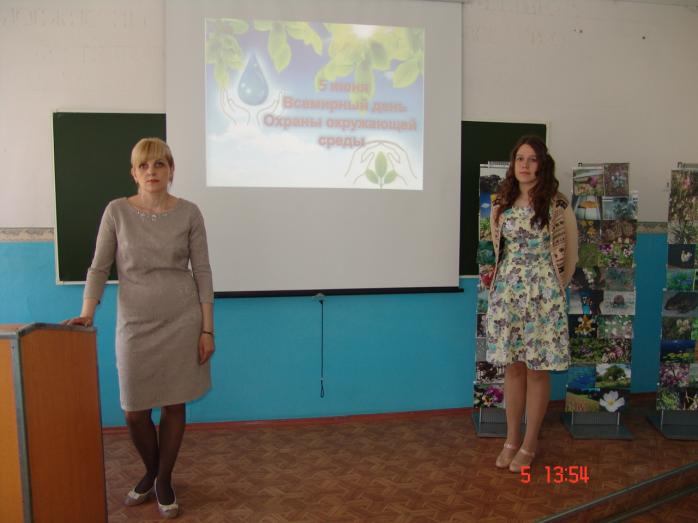 5 июня
Всемирный день
Охраны окружающей
среды
5 13:54